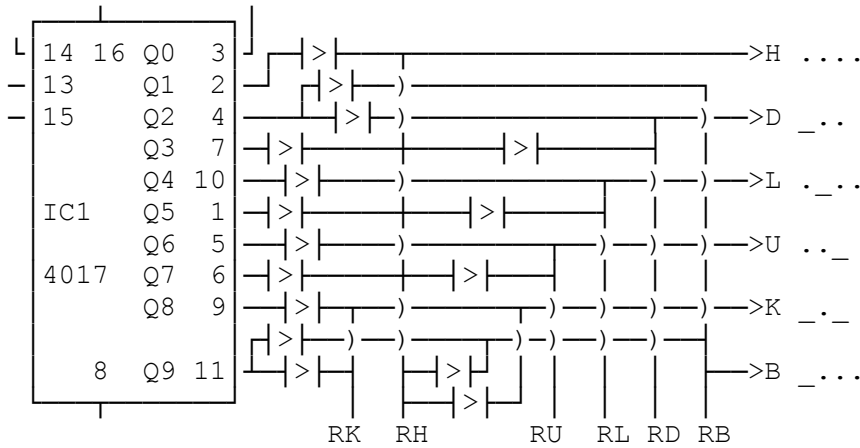 14 16 Q0 3 >H ....
13 Q1 2
15 Q2 4 >D _..
Q3 7
Q4 10 >L ._..
IC1 Q5 1
Q6 5 >U .._
4017 Q7 6
Q8 9 >K _._
8 Q9 11 >B _...
RK RH RU RL RD RB